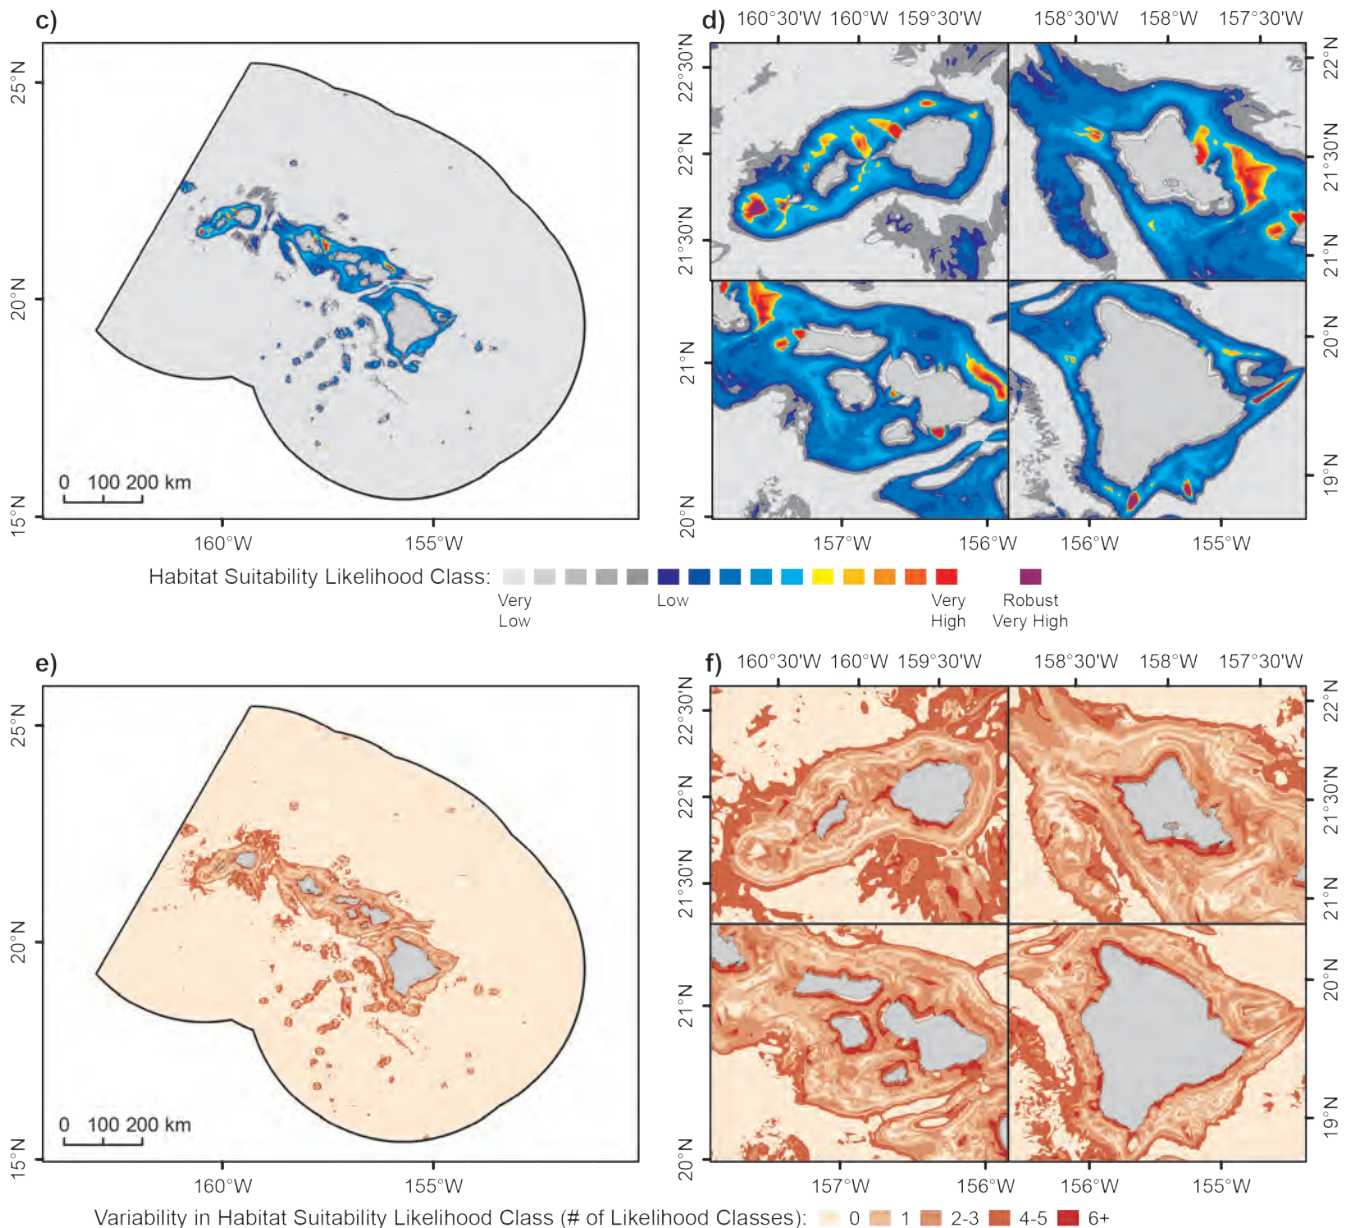 c)
d)
160°30'W 160°W 159°30'W
158°30'W 158°W 157°30'W
25°N
20°N
15°N
0 100 200 km
160°W 155°W
22°30'N
22°N
21°30'N
21°N
20°N
22°N
21°30'N
21°N
20°N
19°N
157°W 156°W 156°W 155°W
Habitat Suitability Likelihood Class:
Very Low
Low
Very High
Robust Very High
e)
f)
160°30'W 160°W 159°30'W
158°30'W 158°W 157°30'W
25°N
20°N
15°N
0 100 200 km
160°W 155°W
22°30'N
22°N
21°30'N
21°N
20°N
22°N
21°30'N
21°N
20°N
19°N
157°W 156°W 156°W 155°W
Variability in Habitat Suitability Likelihood Class (# of Likelihood Classes): 0 1 2-3 4-5 6+